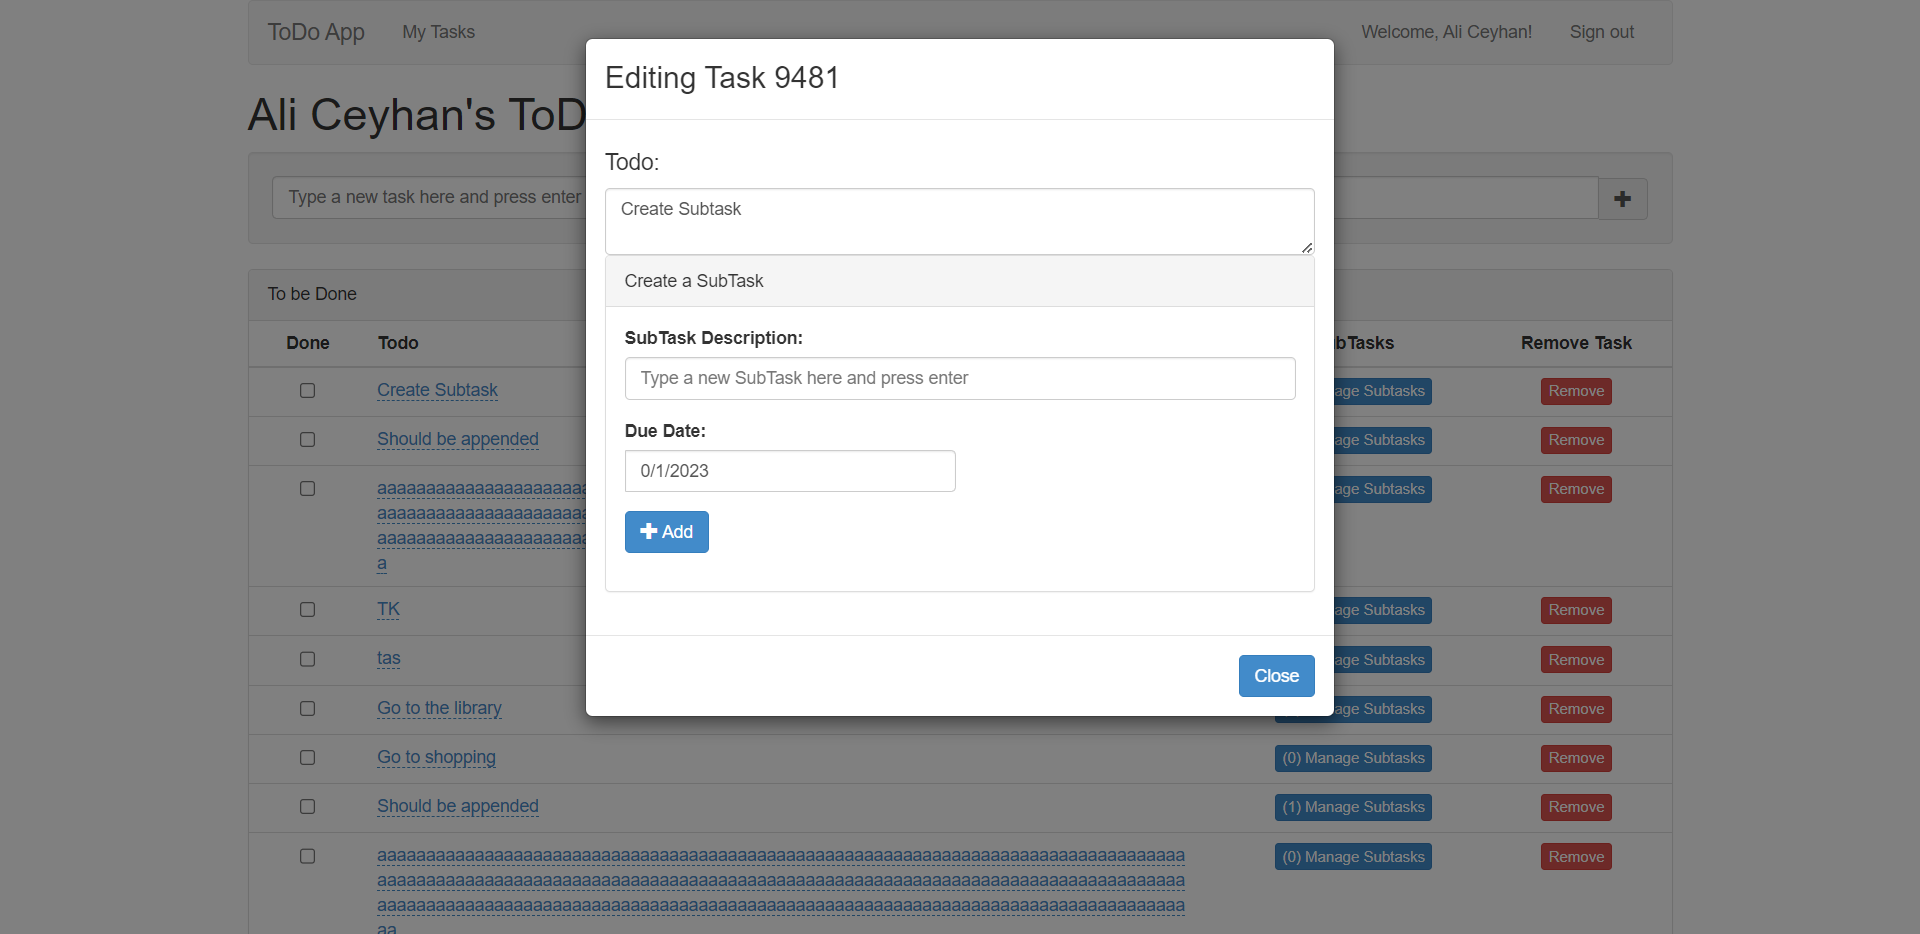 ToDo App
My Tasks
Welcome, Ali Ceyhan!
Sign out
Ali Ceyhan's ToD
Type a new task here and press enter
To be Done
Done
Todo
bTasks
Remove Task
Create Subtask
age Subtasks
Remove
Should be appended
age Subtasks
Remove
aaaaaaaaaaaaaaaaaaaaaa
aaaaaaaaaaaaaaaaaaaaaa
aaaaaaaaaaaaaaaaaaaaaa
a
age Subtasks
Remove
TK
age Subtasks
Remove
tas
age Subtasks
Remove
Go to the library
age Subtasks
Remove
Go to shopping
(0) Manage Subtasks
Remove
Should be appended
(1) Manage Subtasks
Remove
(0) Manage Subtasks
Remove
aa
Editing Task 9481
Todo:
Create Subtask
Create a SubTask
SubTask Description:
Type a new SubTask here and press enter
Due Date:
0/1/2023
Add
Close